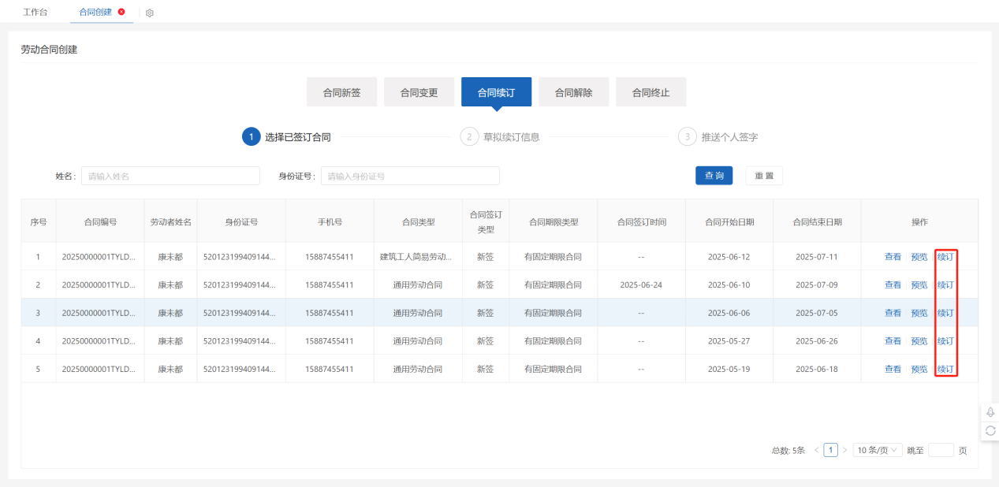 工作台 合同创建
劳动合同创建
合同新签 合同变更 合同续订 合同解除 合同终止
1 选择已签订合同 2 草拟续订信息 3 推送个人签字
姓名: 请输入姓名 身份证号: 请输入身份证号 查询 重置
序号 合同编号 劳动者姓名 身份证号 手机号 合同类型 合同签订类型 合同期限类型 合同签订时间 合同开始日期 合同结束日期 操作
1 20250000001TYLD... 康未都 520123199409144... 15887455411 建筑工人简易劳动... 新签 有固定期限合同 -- 2025-06-12 2025-07-11 查看 预览 续订
2 20250000001TYLD... 康未都 520123199409144... 15887455411 通用劳动合同 新签 有固定期限合同 2025-06-24 2025-06-10 2025-07-09 查看 预览 续订
3 20250000001TYLD... 康未都 520123199409144... 15887455411 通用劳动合同 新签 有固定期限合同 -- 2025-06-06 2025-07-05 查看 预览 续订
4 20250000001TYLD... 康未都 520123199409144... 15887455411 通用劳动合同 新签 有固定期限合同 -- 2025-05-27 2025-06-26 查看 预览 续订
5 20250000001TYLD... 康未都 520123199409144... 15887455411 通用劳动合同 新签 有固定期限合同 -- 2025-05-19 2025-06-18 查看 预览 续订
总数: 5条 < 1 > 10 条/页 跳至 页